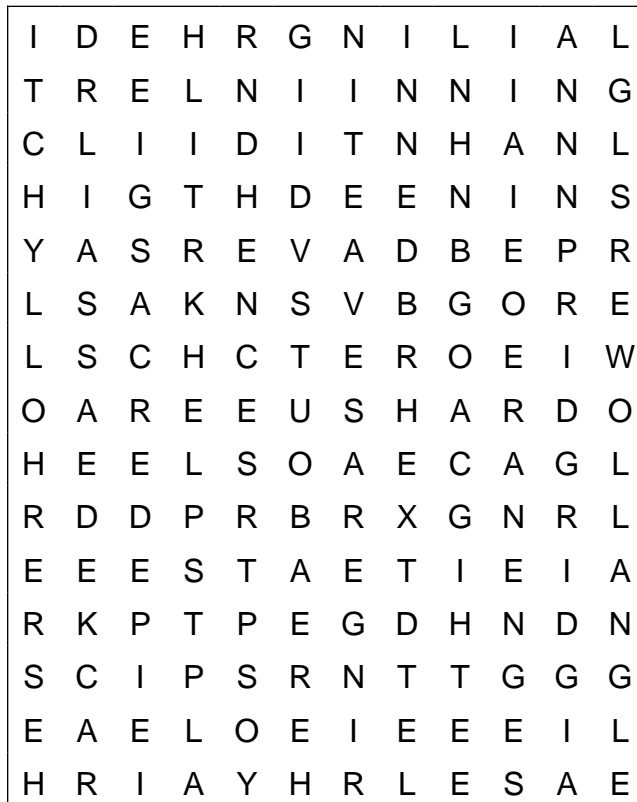 I D E H R G N I L I A L
T R E L N I I N N I N G
C L I I D I T N H A N L
H I G T H D E E N I N S
Y A S R E V A D B E P R
L S A K N S V B G O R E
L S C H C T E R O E I W
O A R E E U S H A R D O
H E E L S O A E C A G L
R D D P R B R X G N R L
E E E S T A E T I E I A
R K P T P E G D H N D N
S C I P S R N T T G G G
E A E L O E I E E E I L
H R I A Y H R L E S A E